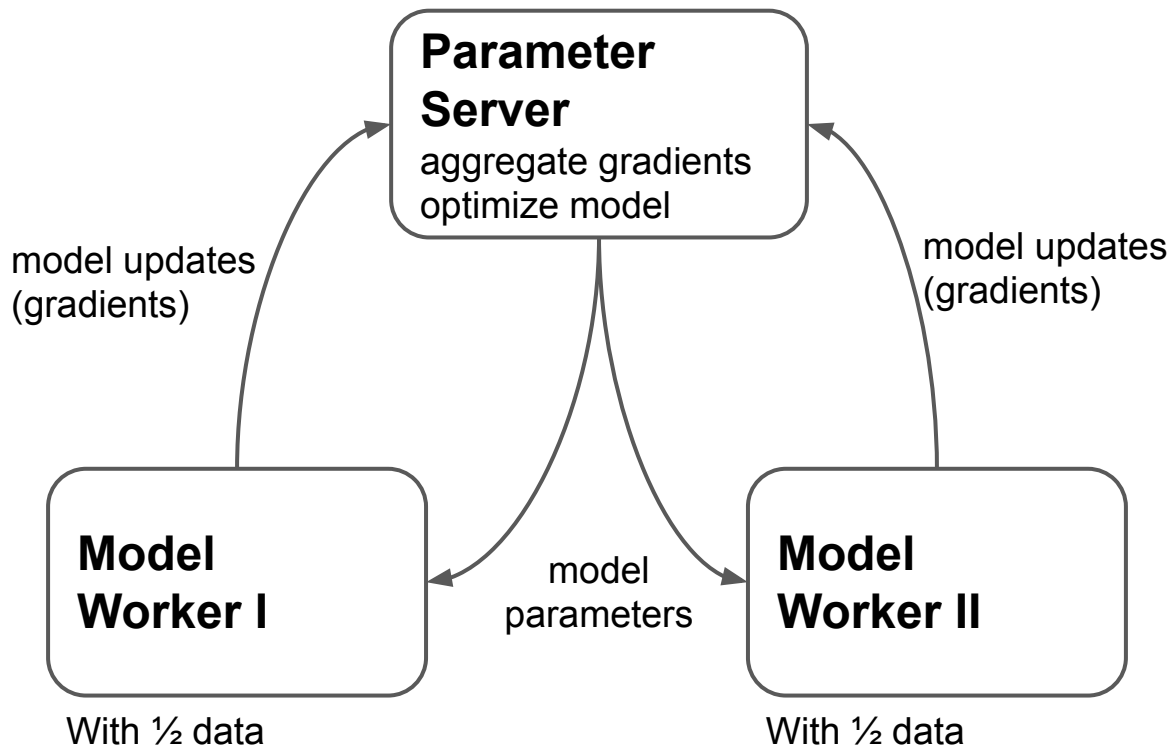 Parameter
Server
aggregate gradients
optimize model
model updates
(gradients)
model updates
(gradients)
Model
Worker I
model
parameters
Model
Worker II
With ½ data
With ½ data